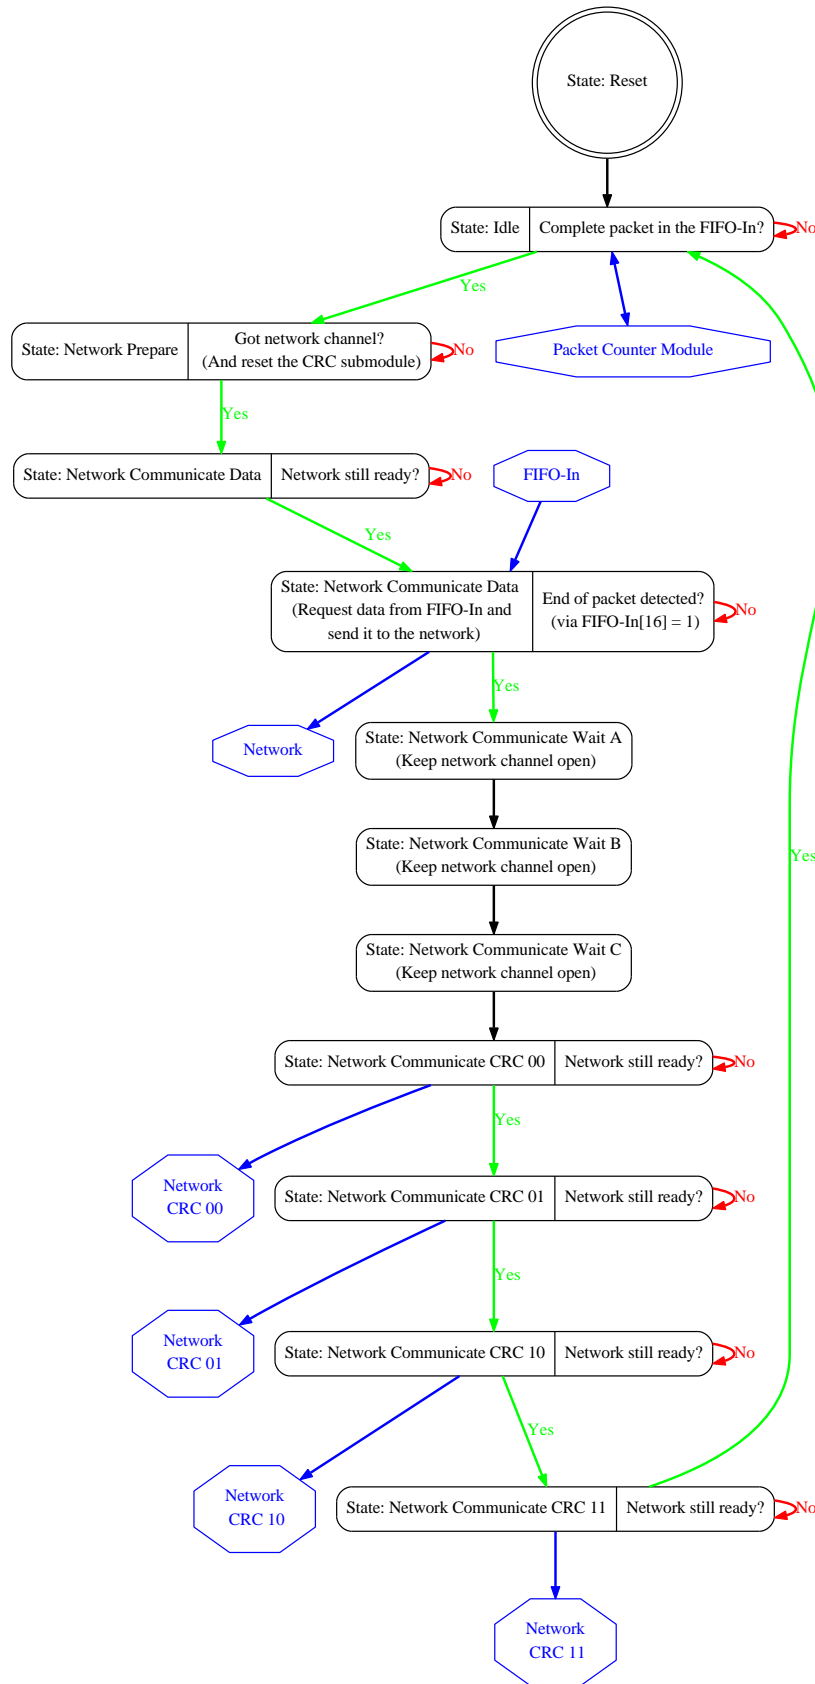 State: Reset
State: Idle
Complete packet in the FIFO-In?
No
Yes
State: Network Prepare
Got network channel?
(And reset the CRC submodule)
No
Packet Counter Module
Yes
State: Network Communicate Data
Network still ready?
No
FIFO-In
Yes
State: Network Communicate Data
(Request data from FIFO-In and
send it to the network)
End of packet detected?
(via FIFO-In[16] = 1)
No
Yes
Network
State: Network Communicate Wait A
(Keep network channel open)
State: Network Communicate Wait B
(Keep network channel open)
Yes
State: Network Communicate Wait C
(Keep network channel open)
State: Network Communicate CRC 00
Network still ready?
No
Yes
Network
CRC 00
State: Network Communicate CRC 01
Network still ready?
No
Yes
Network
CRC 01
State: Network Communicate CRC 10
Network still ready?
No
Yes
Network
CRC 10
State: Network Communicate CRC 11
Network still ready?
No
Network
CRC 11